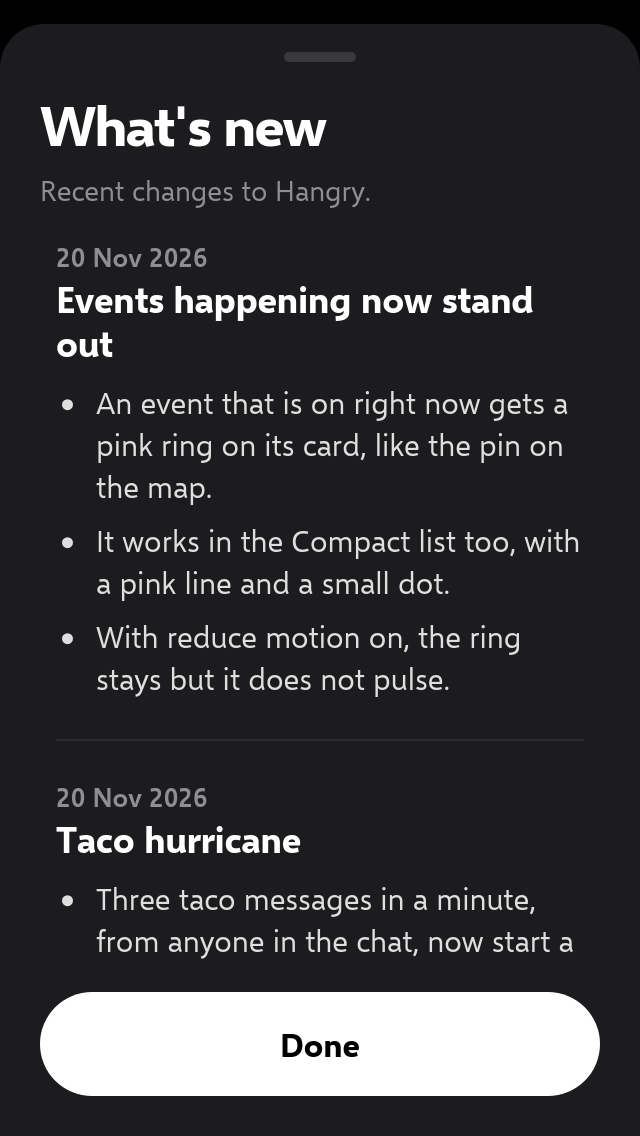 What's new
Recent changes to Hangry.
20 Nov 2026
Events happening now stand
out
• An event that is on right now gets a
pink ring on its card, like the pin on
the map.
• It works in the Compact list too, with
a pink line and a small dot.
• With reduce motion on, the ring
stays but it does not pulse.
20 Nov 2026
Taco hurricane
• Three taco messages in a minute,
from anyone in the chat, now start a
Done